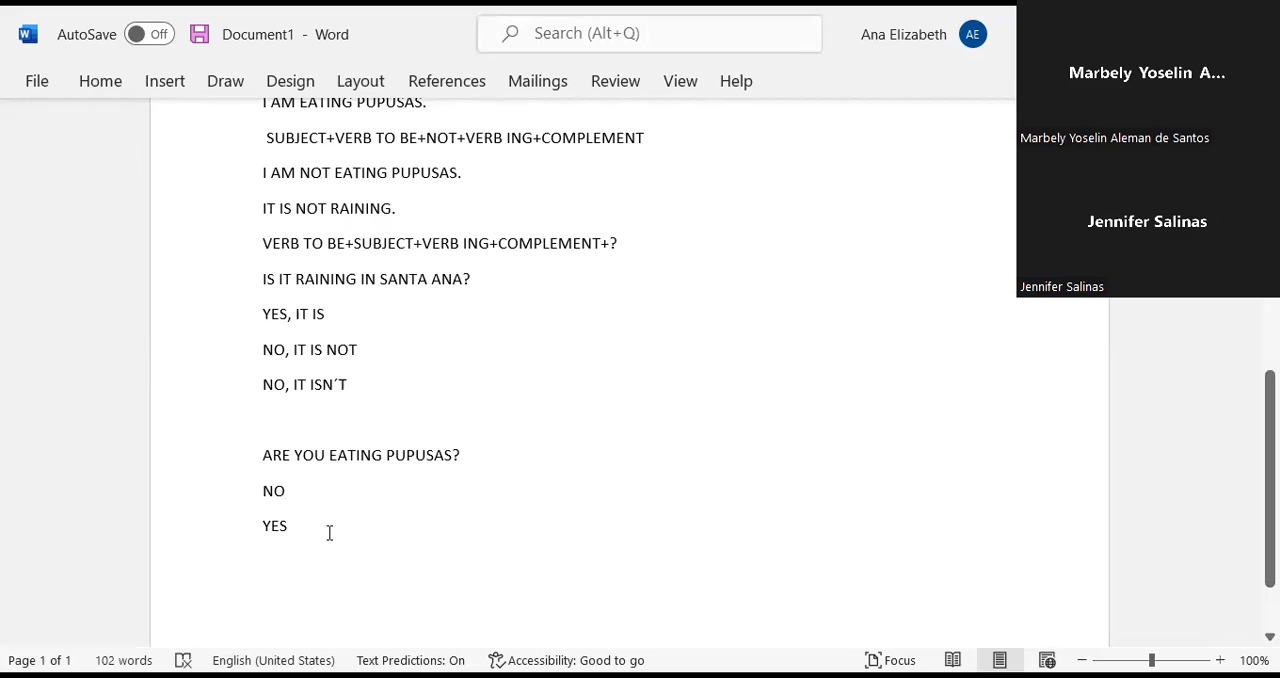 AutoSave Off Document1 - Word Search (Alt+Q) Ana Elizabeth AE
File Home Insert Draw Design Layout References Mailings Review View Help
Marbely Yoselin A...
Marbely Yoselin Aleman de Santos
Jennifer Salinas
Jennifer Salinas
I AM EATING PUPUSAS.
SUBJECT+VERB TO BE+NOT+VERB ING+COMPLEMENT
I AM NOT EATING PUPUSAS.
IT IS NOT RAINING.
VERB TO BE+SUBJECT+VERB ING+COMPLEMENT+?
IS IT RAINING IN SANTA ANA?
YES, IT IS
NO, IT IS NOT
NO, IT ISN´T
ARE YOU EATING PUPUSAS?
NO
YES
Page 1 of 1 102 words English (United States) Text Predictions: On Accessibility: Good to go Focus 100%